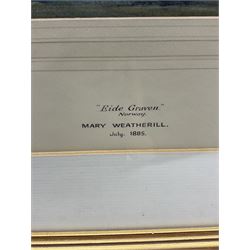 "Eide Graven."
Norway.
MARY WEATHERILL.
July. 1885.